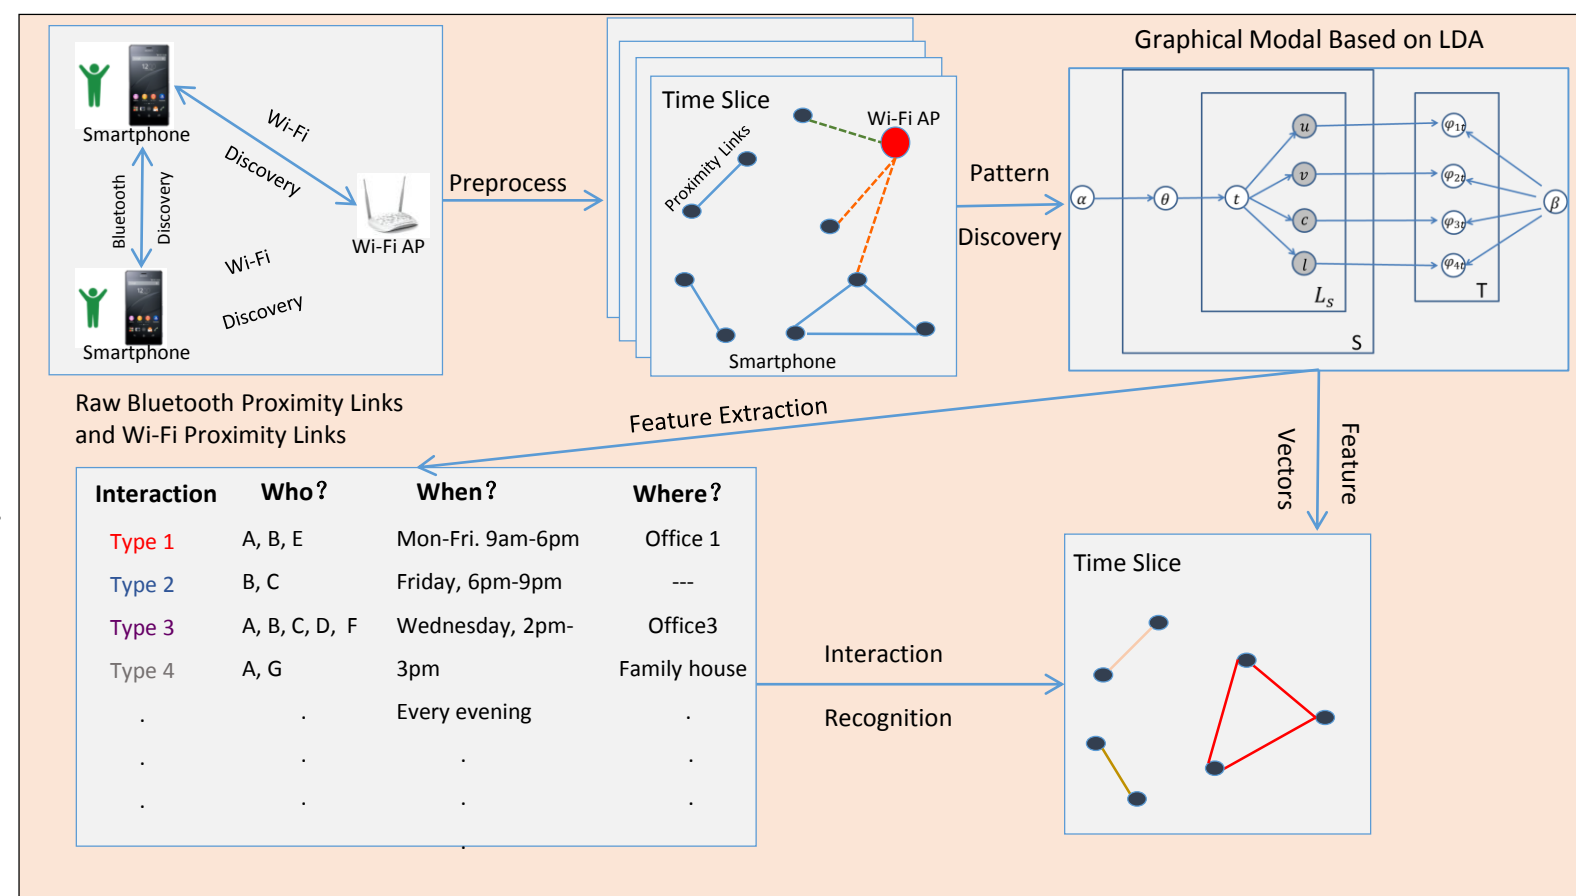 Smartphone
Wi-Fi
Discovery
Bluetooth
Discovery
Wi-Fi AP
Wi-Fi
Discovery
Smartphone
Raw Bluetooth Proximity Links
and Wi-Fi Proximity Links
Preprocess
Time Slice
Wi-Fi AP
Proximity Links
Smartphone
Pattern
Discovery
Graphical Modal Based on LDA
α
θ
t
u
v
c
l
φ1t
φ2t
φ3t
φ4t
β
Ls
S
T
Feature Extraction
Feature
Vectors
Interaction Who？ When？ Where？
Type 1 A, B, E Mon-Fri. 9am-6pm Office 1
Type 2 B, C Friday, 6pm-9pm ---
Type 3 A, B, C, D, F Wednesday, 2pm- Office3
Type 4 A, G 3pm Family house
. . Every evening .
. . . .
. . . .
.
Interaction
Recognition
Time Slice